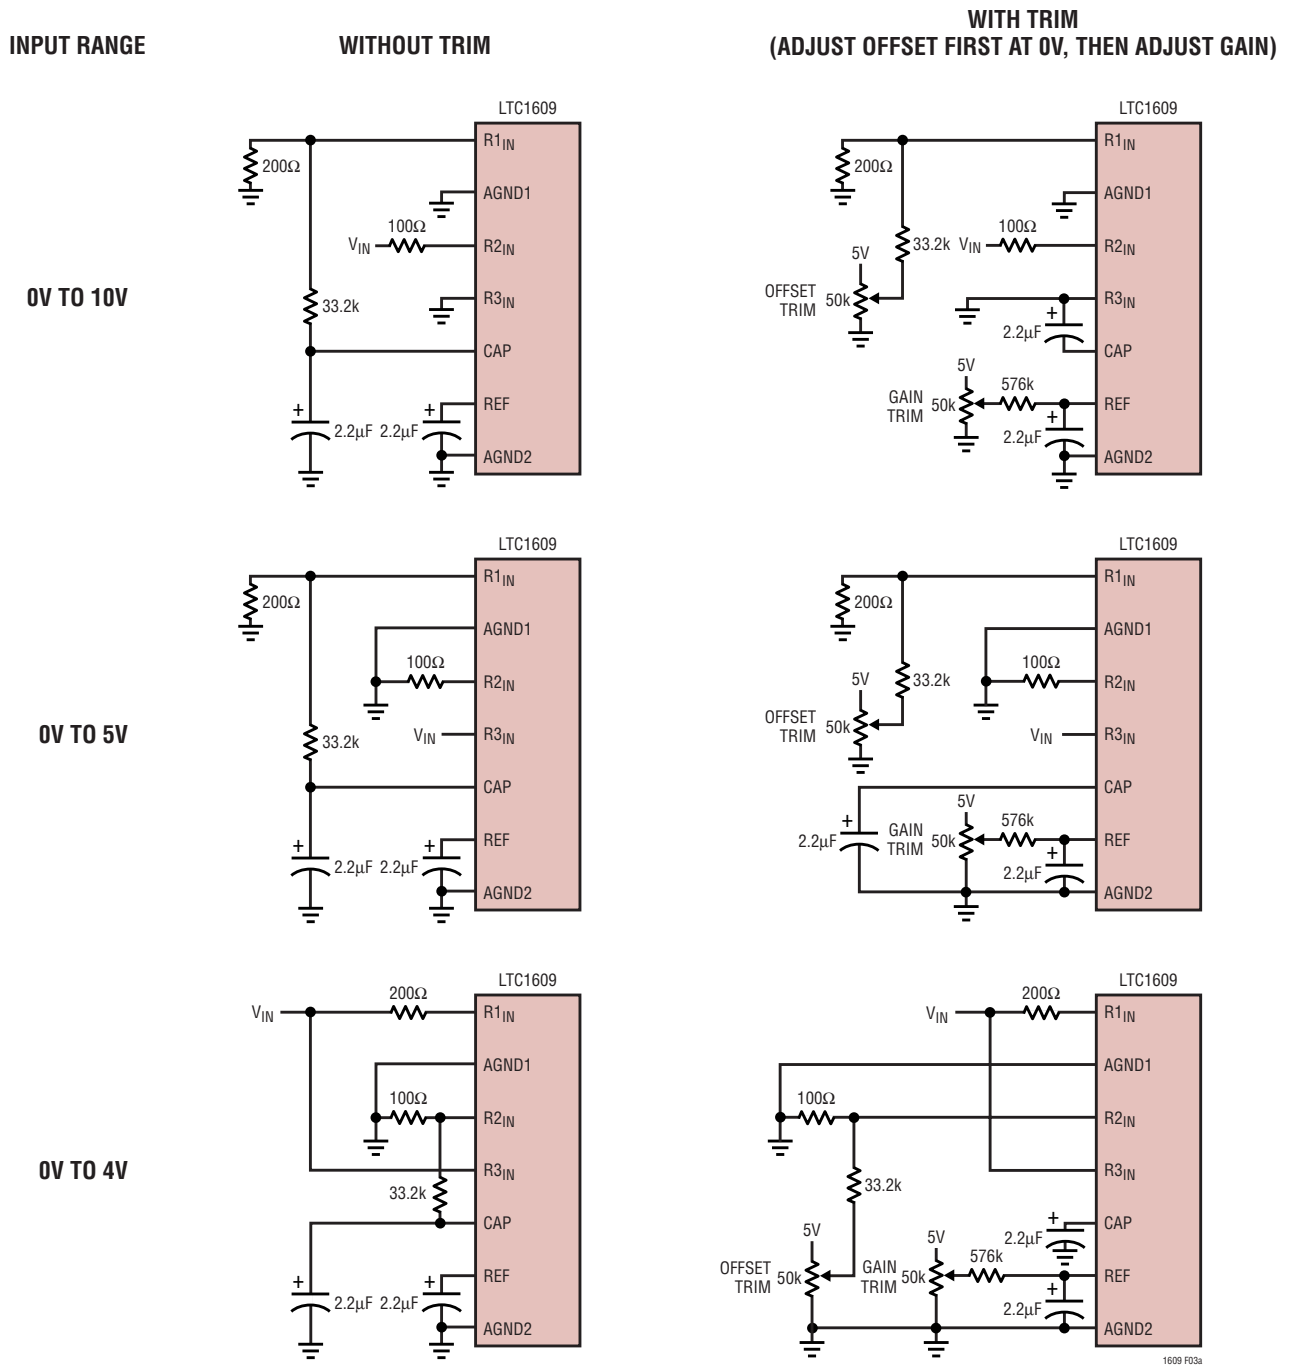 INPUT RANGE
WITHOUT TRIM
WITH TRIM
(ADJUST OFFSET FIRST AT 0V, THEN ADJUST GAIN)
0V TO 10V
LTC1609
200Ω
R1IN
AGND1
100Ω
VIN
R2IN
33.2k
R3IN
CAP
REF
+
2.2µF
+
2.2µF
AGND2
LTC1609
200Ω
R1IN
AGND1
33.2k
100Ω
VIN
R2IN
5V
OFFSET
TRIM
50k
R3IN
+
2.2µF
CAP
5V
GAIN
TRIM
50k
576k
REF
+
2.2µF
AGND2
0V TO 5V
LTC1609
200Ω
R1IN
AGND1
100Ω
R2IN
33.2k
VIN
R3IN
CAP
REF
+
2.2µF
+
2.2µF
AGND2
LTC1609
200Ω
R1IN
AGND1
33.2k
100Ω
R2IN
5V
OFFSET
TRIM
50k
VIN
R3IN
CAP
+
2.2µF
5V
GAIN
TRIM
50k
576k
REF
+
2.2µF
AGND2
0V TO 4V
LTC1609
VIN
200Ω
R1IN
AGND1
100Ω
R2IN
R3IN
33.2k
CAP
REF
+
2.2µF
+
2.2µF
AGND2
LTC1609
VIN
200Ω
R1IN
AGND1
100Ω
R2IN
R3IN
33.2k
+
2.2µF
CAP
5V
OFFSET
TRIM
50k
5V
GAIN
TRIM
50k
576k
REF
+
2.2µF
AGND2
1609 F03a